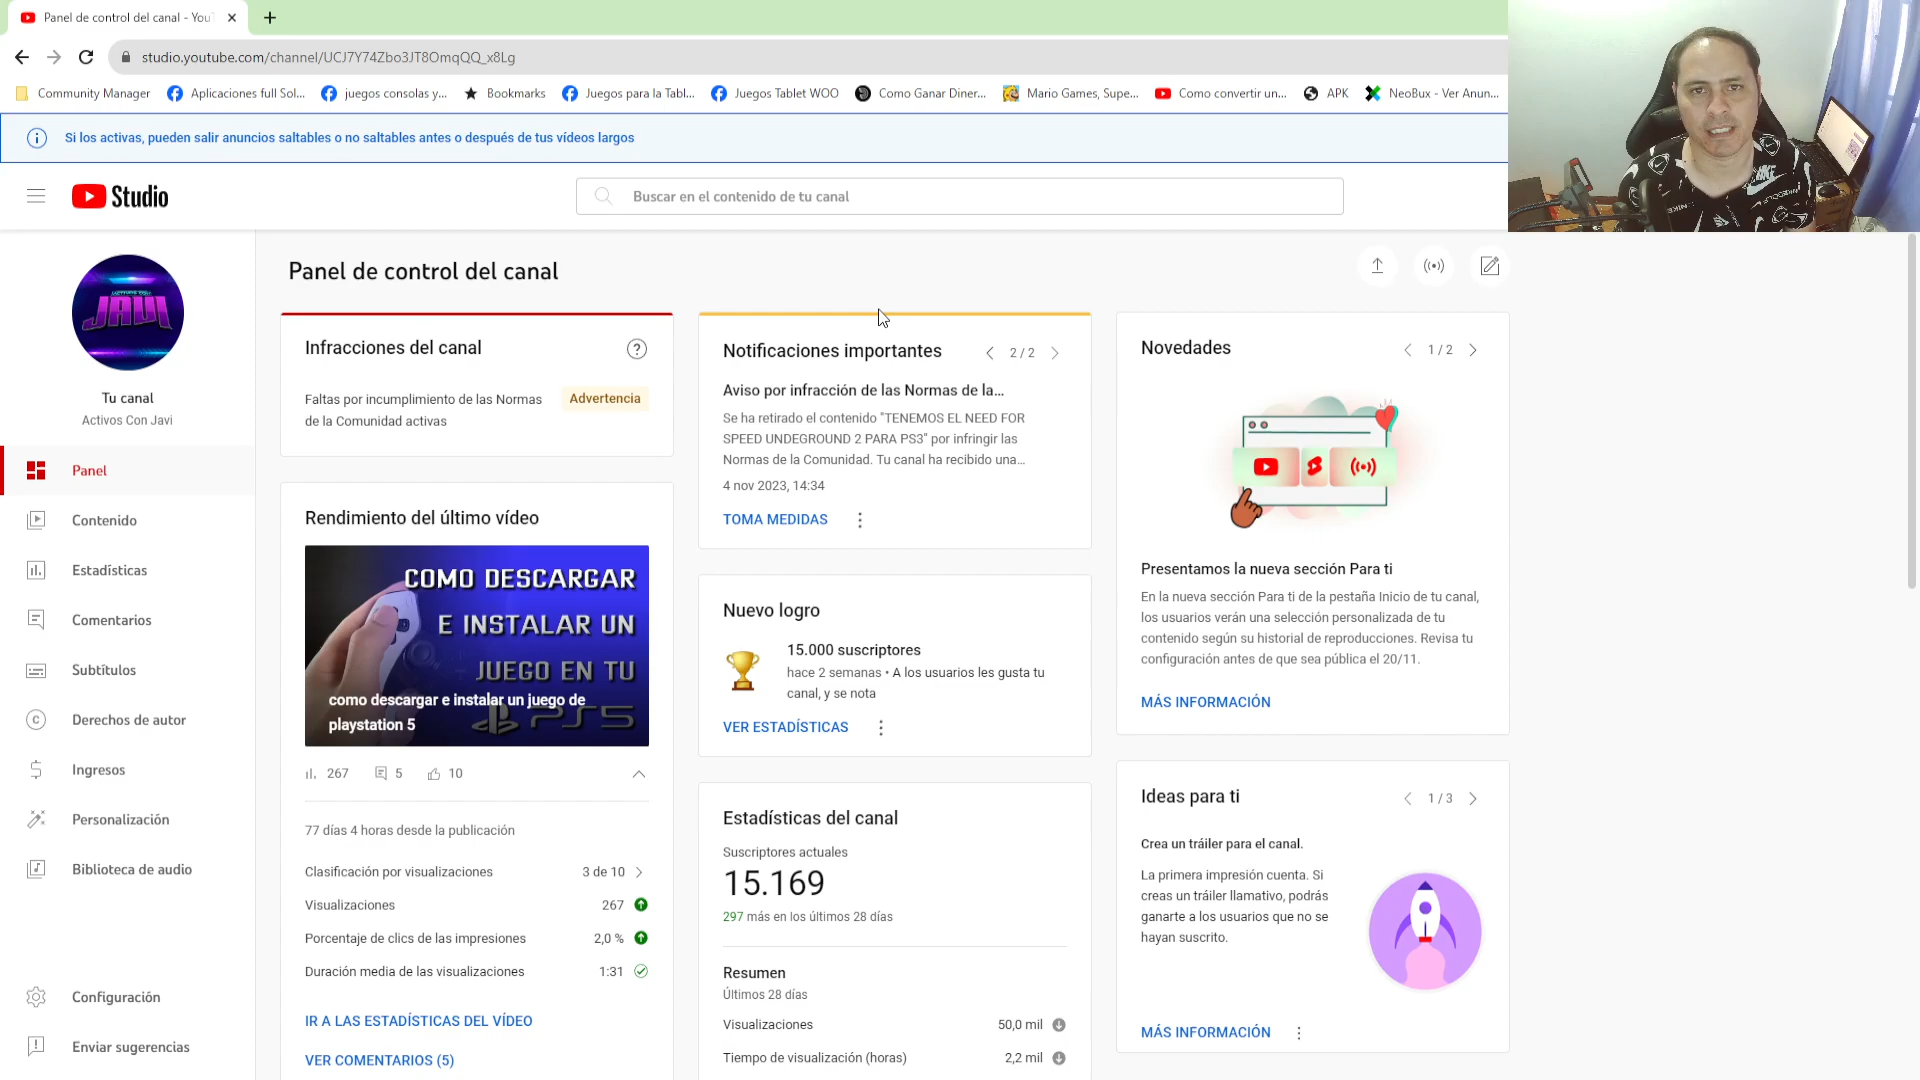 Panel de control del canal - You
studio.youtube.com/channel/UCJ7Y74Zbo3JT8OmqQQ_x8Lg
Community Manager
Aplicaciones full Sol...
juegos consolas y...
Bookmarks
Juegos para la Tabl...
Juegos Tablet WOO
Como Ganar Diner...
Mario Games, Supe...
Como convertir un...
APK
NeoBux - Ver Anun...
Si los activas, pueden salir anuncios saltables o no saltables antes o después de tus vídeos largos
Studio
Buscar en el contenido de tu canal
JAVI
Tu canal
Activos Con Javi
Panel
Contenido
Estadísticas
Comentarios
Subtítulos
Derechos de autor
Ingresos
Personalización
Biblioteca de audio
Configuración
Enviar sugerencias
Panel de control del canal
Infracciones del canal
Faltas por incumplimiento de las Normas
de la Comunidad activas
Advertencia
Rendimiento del último vídeo
COMO DESCARGAR
E INSTALAR UN
JUEGO EN TU
PS5
como descargar e instalar un juego de
playstation 5
267
5
10
77 días 4 horas desde la publicación
Clasificación por visualizaciones 3 de 10
Visualizaciones 267
Porcentaje de clics de las impresiones 2,0 %
Duración media de las visualizaciones 1:31
IR A LAS ESTADÍSTICAS DEL VÍDEO
VER COMENTARIOS (5)
Notificaciones importantes
2 / 2
Aviso por infracción de las Normas de la...
Se ha retirado el contenido "TENEMOS EL NEED FOR
SPEED UNDEGROUND 2 PARA PS3" por infringir las
Normas de la Comunidad. Tu canal ha recibido una...
4 nov 2023, 14:34
TOMA MEDIDAS
Nuevo logro
15.000 suscriptores
hace 2 semanas • A los usuarios les gusta tu
canal, y se nota
VER ESTADÍSTICAS
Estadísticas del canal
Suscriptores actuales
15.169
297 más en los últimos 28 días
Resumen
Últimos 28 días
Visualizaciones 50,0 mil
Tiempo de visualización (horas) 2,2 mil
Novedades
1 / 2
Presentamos la nueva sección Para ti
En la nueva sección Para ti de la pestaña Inicio de tu canal,
los usuarios verán una selección personalizada de tu
contenido según su historial de reproducciones. Revisa tu
configuración antes de que sea pública el 20/11.
MÁS INFORMACIÓN
Ideas para ti
1 / 3
Crea un tráiler para el canal.
La primera impresión cuenta. Si
creas un tráiler llamativo, podrás
ganarte a los usuarios que no se
hayan suscrito.
MÁS INFORMACIÓN
NIKE